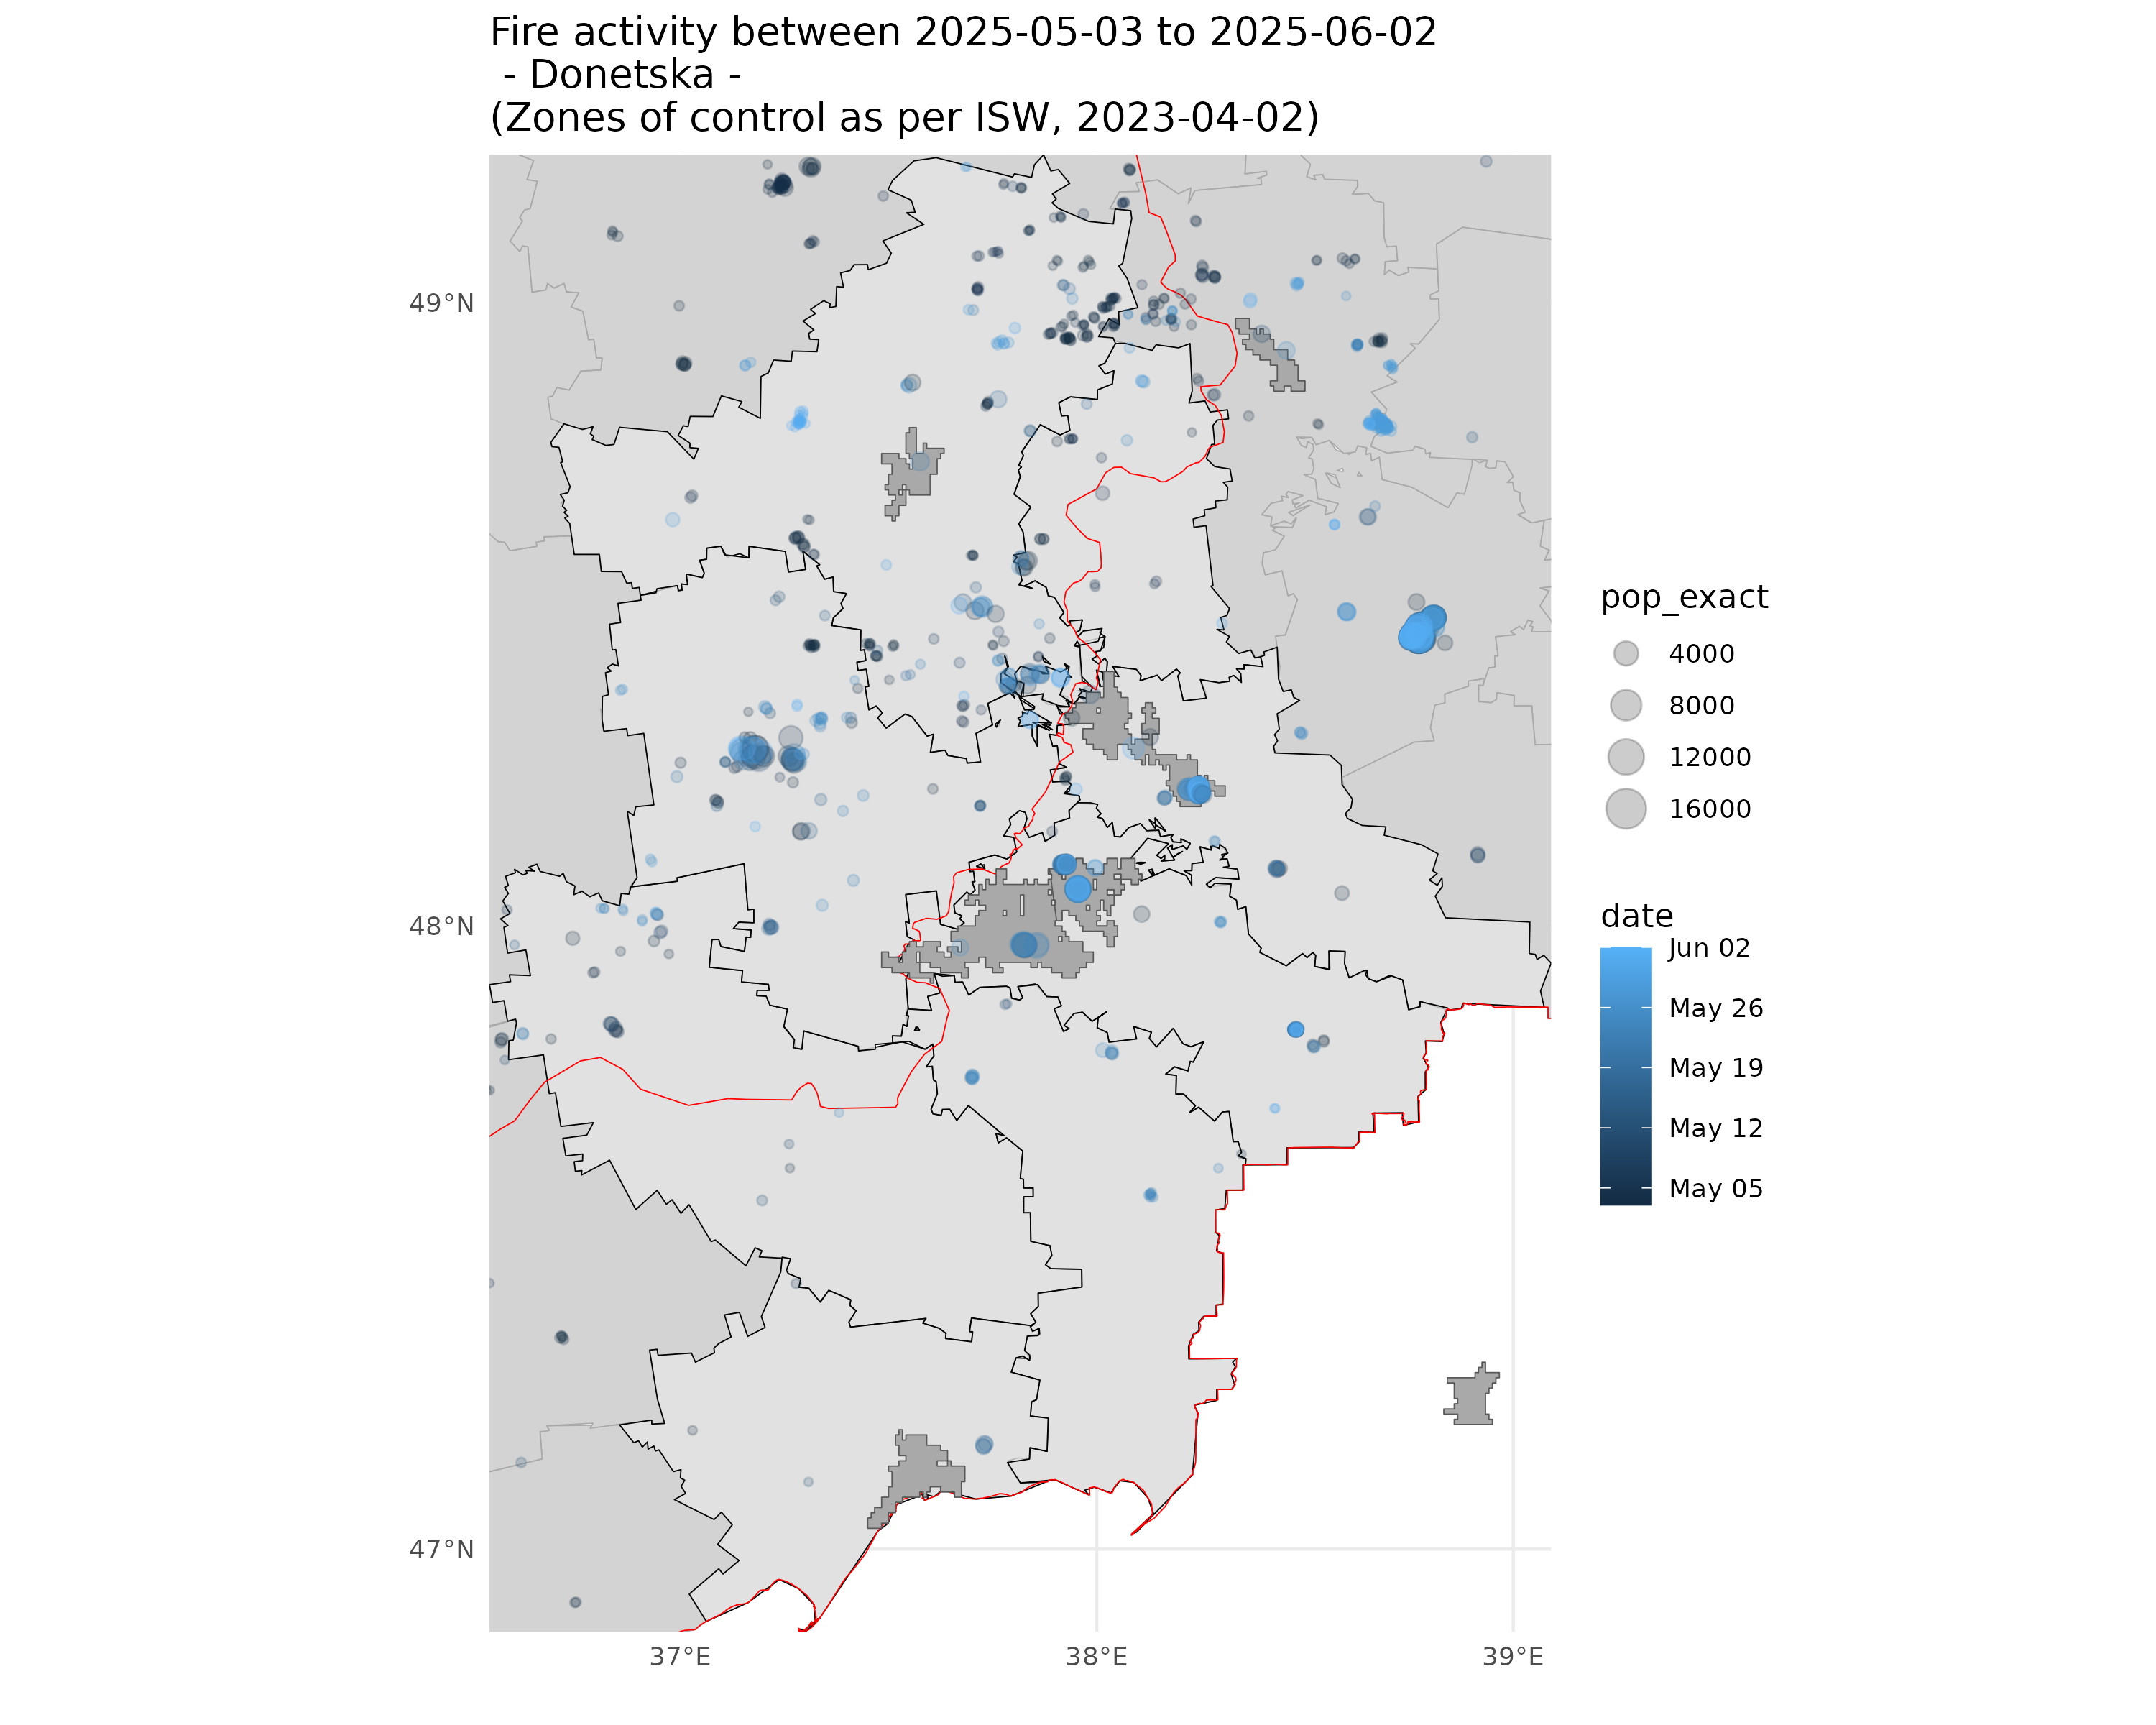 Fire activity between 2025-05-03 to 2025-06-02
- Donetska -
(Zones of control as per ISW, 2023-04-02)
49°N
48°N
47°N
37°E
38°E
39°E
pop_exact
4000
8000
12000
16000
date
Jun 02
May 26
May 19
May 12
May 05